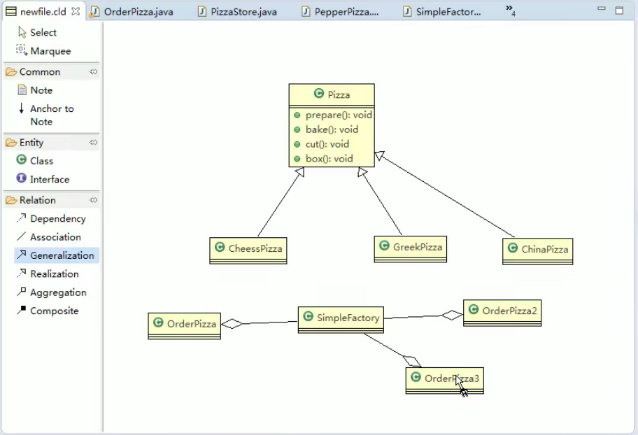 newfile.cld
OrderPizza.java
PizzaStore.java
PepperPizza....
SimpleFactor...
»4
Select
Marquee
Common
Note
Anchor to
Note
Entity
Class
Interface
Relation
Dependency
Association
Generalization
Realization
Aggregation
Composite
Pizza
prepare(): void
bake(): void
cut(): void
box(): void
CheessPizza
GreekPizza
ChinaPizza
OrderPizza
SimpleFactory
OrderPizza2
OrderPizza3